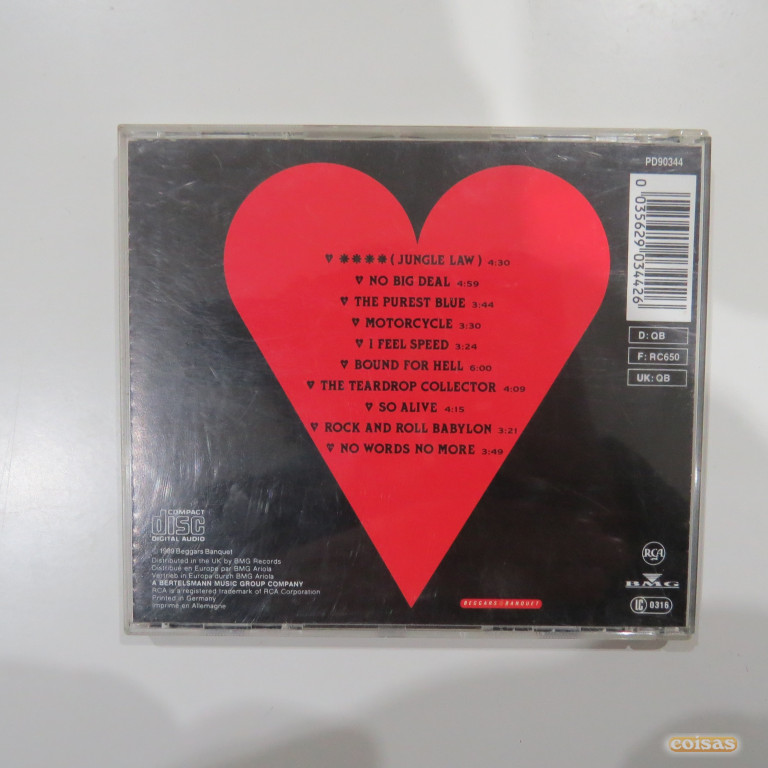 PD90344
0 035629 034426
D: QB
F: RC650
UK: QB
**** (JUNGLE LAW) 4:30
NO BIG DEAL 4:59
THE PUREST BLUE 3:44
MOTORCYCLE 3:30
I FEEL SPEED 3:24
BOUND FOR HELL 6:00
THE TEARDROP COLLECTOR 4:09
SO ALIVE 4:15
ROCK AND ROLL BABYLON 3:21
NO WORDS NO MORE 3:49
COMPACT
disc
DIGITAL AUDIO
© 1989 Beggars Banquet
Distributed in the UK by BMG Records
Distribué en Europe par BMG Ariola
Vertrieb in Europe durch BMG Ariola
A BERTELSMANN MUSIC GROUP COMPANY
RCA is a registered trademark of RCA Corporation
Printed in Germany
Imprimé en Allemagne
BEGGARS BANQUET
RCA
BMG
LC 0316
coisas